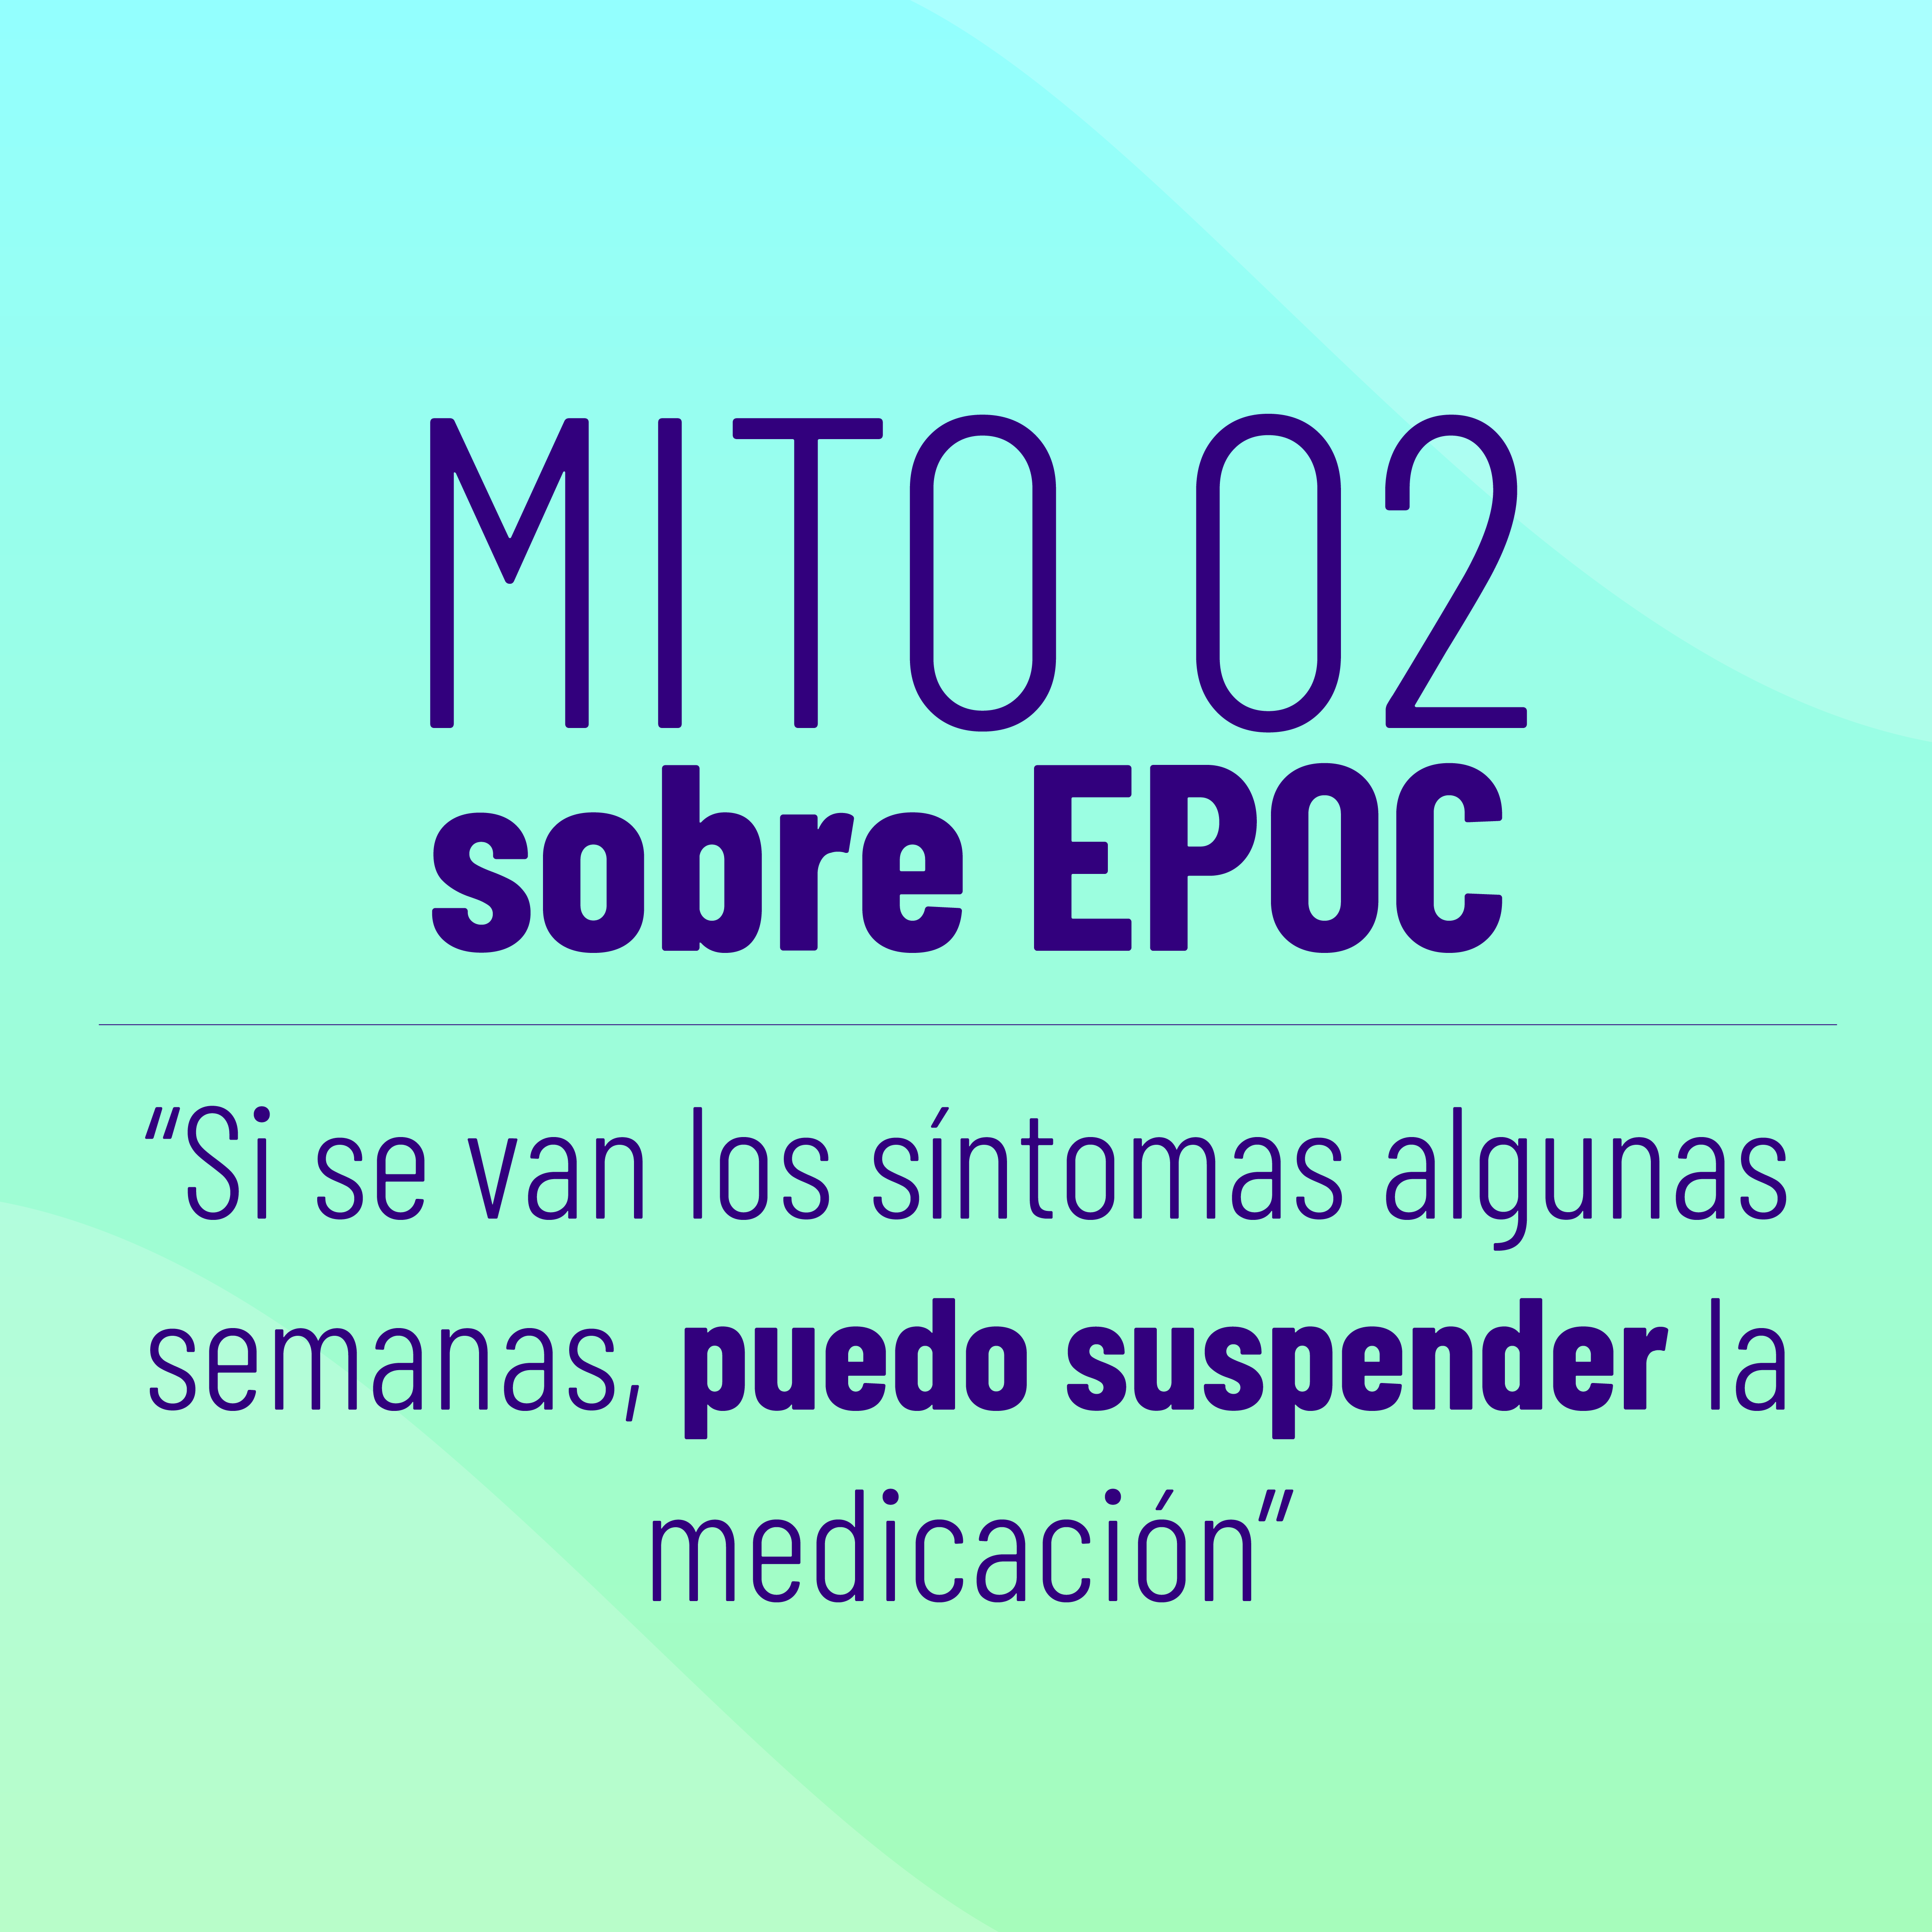 MITO 02
sobre EPOC
“Si se van los síntomas algunas
semanas, puedo suspender la
medicación”